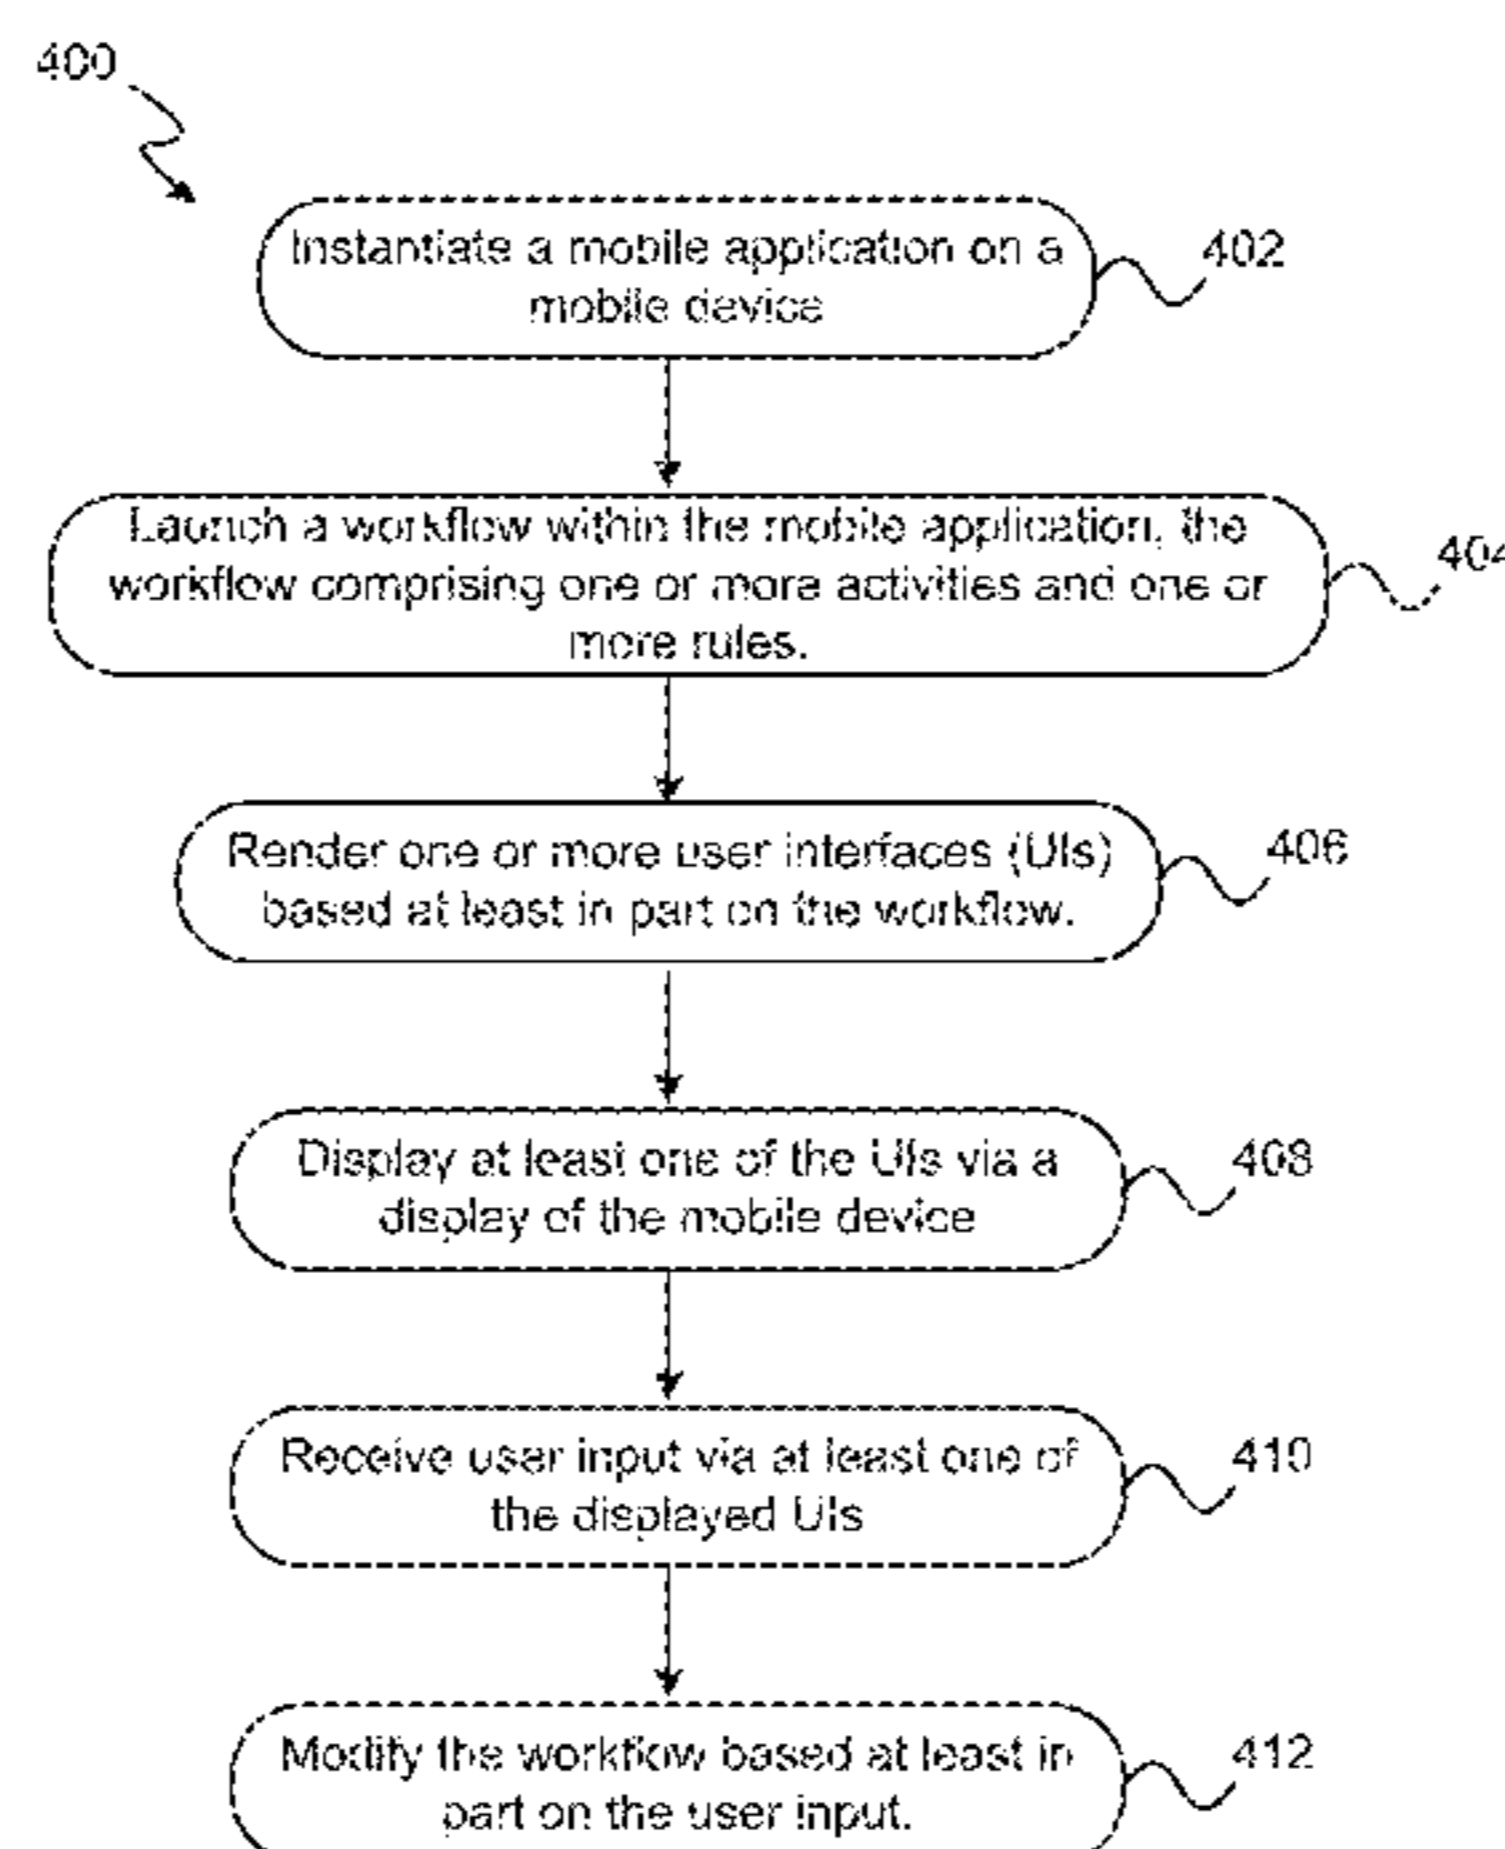 400
Instantiate a mobile application on a
mobile device
402
Launch a workflow within the mobile application, the
workflow comprising one or more activities and one or
more rules.
404
Render one or more user interfaces (UIs)
based at least in part on the workflow.
406
Display at least one of the UIs via a
display of the mobile device
408
Receive user input via at least one of
the displayed UIs
410
Modify the workflow based at least in
part on the user input.
412